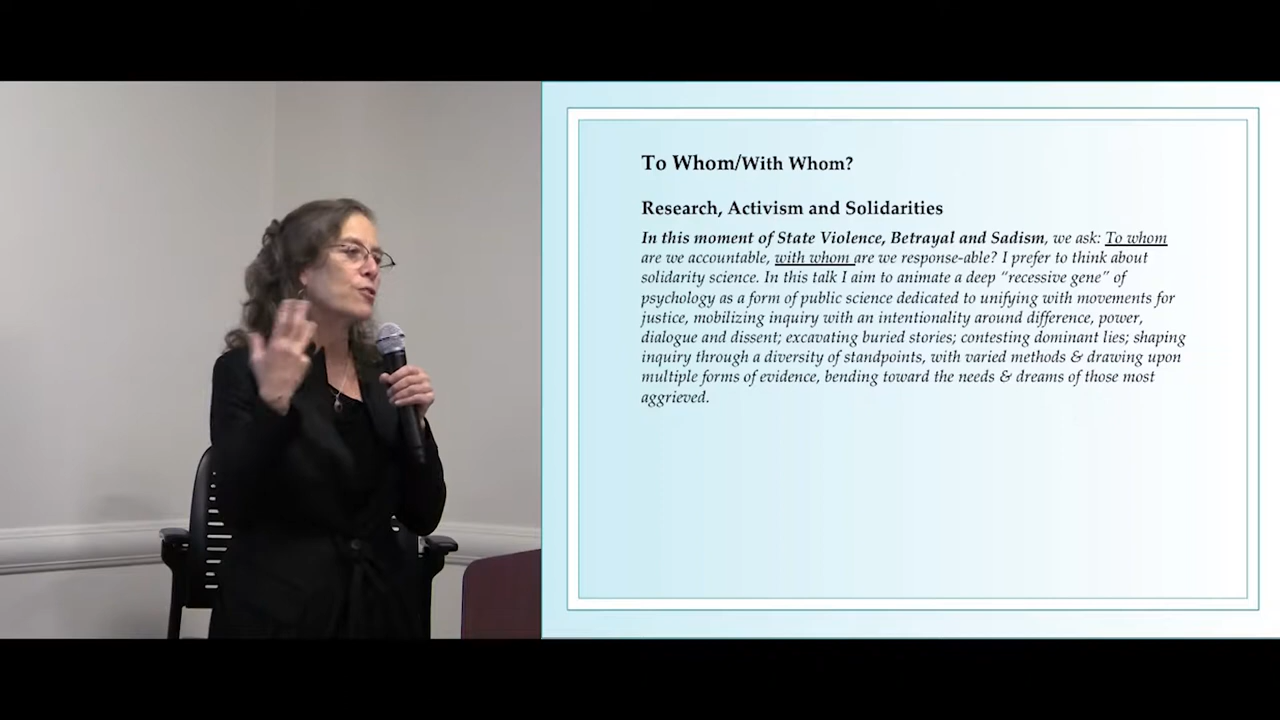 To Whom/With Whom?
Research, Activism and Solidarities
In this moment of State Violence, Betrayal and Sadism, we ask: To whom
are we accountable, with whom are we response-able? I prefer to think about
solidarity science. In this talk I aim to animate a deep “recessive gene” of
psychology as a form of public science dedicated to unifying with movements for
justice, mobilizing inquiry with an intentionality around difference, power,
dialogue and dissent; excavating buried stories; contesting dominant lies; shaping
inquiry through a diversity of standpoints, with varied methods & drawing upon
multiple forms of evidence, bending toward the needs & dreams of those most
aggrieved.